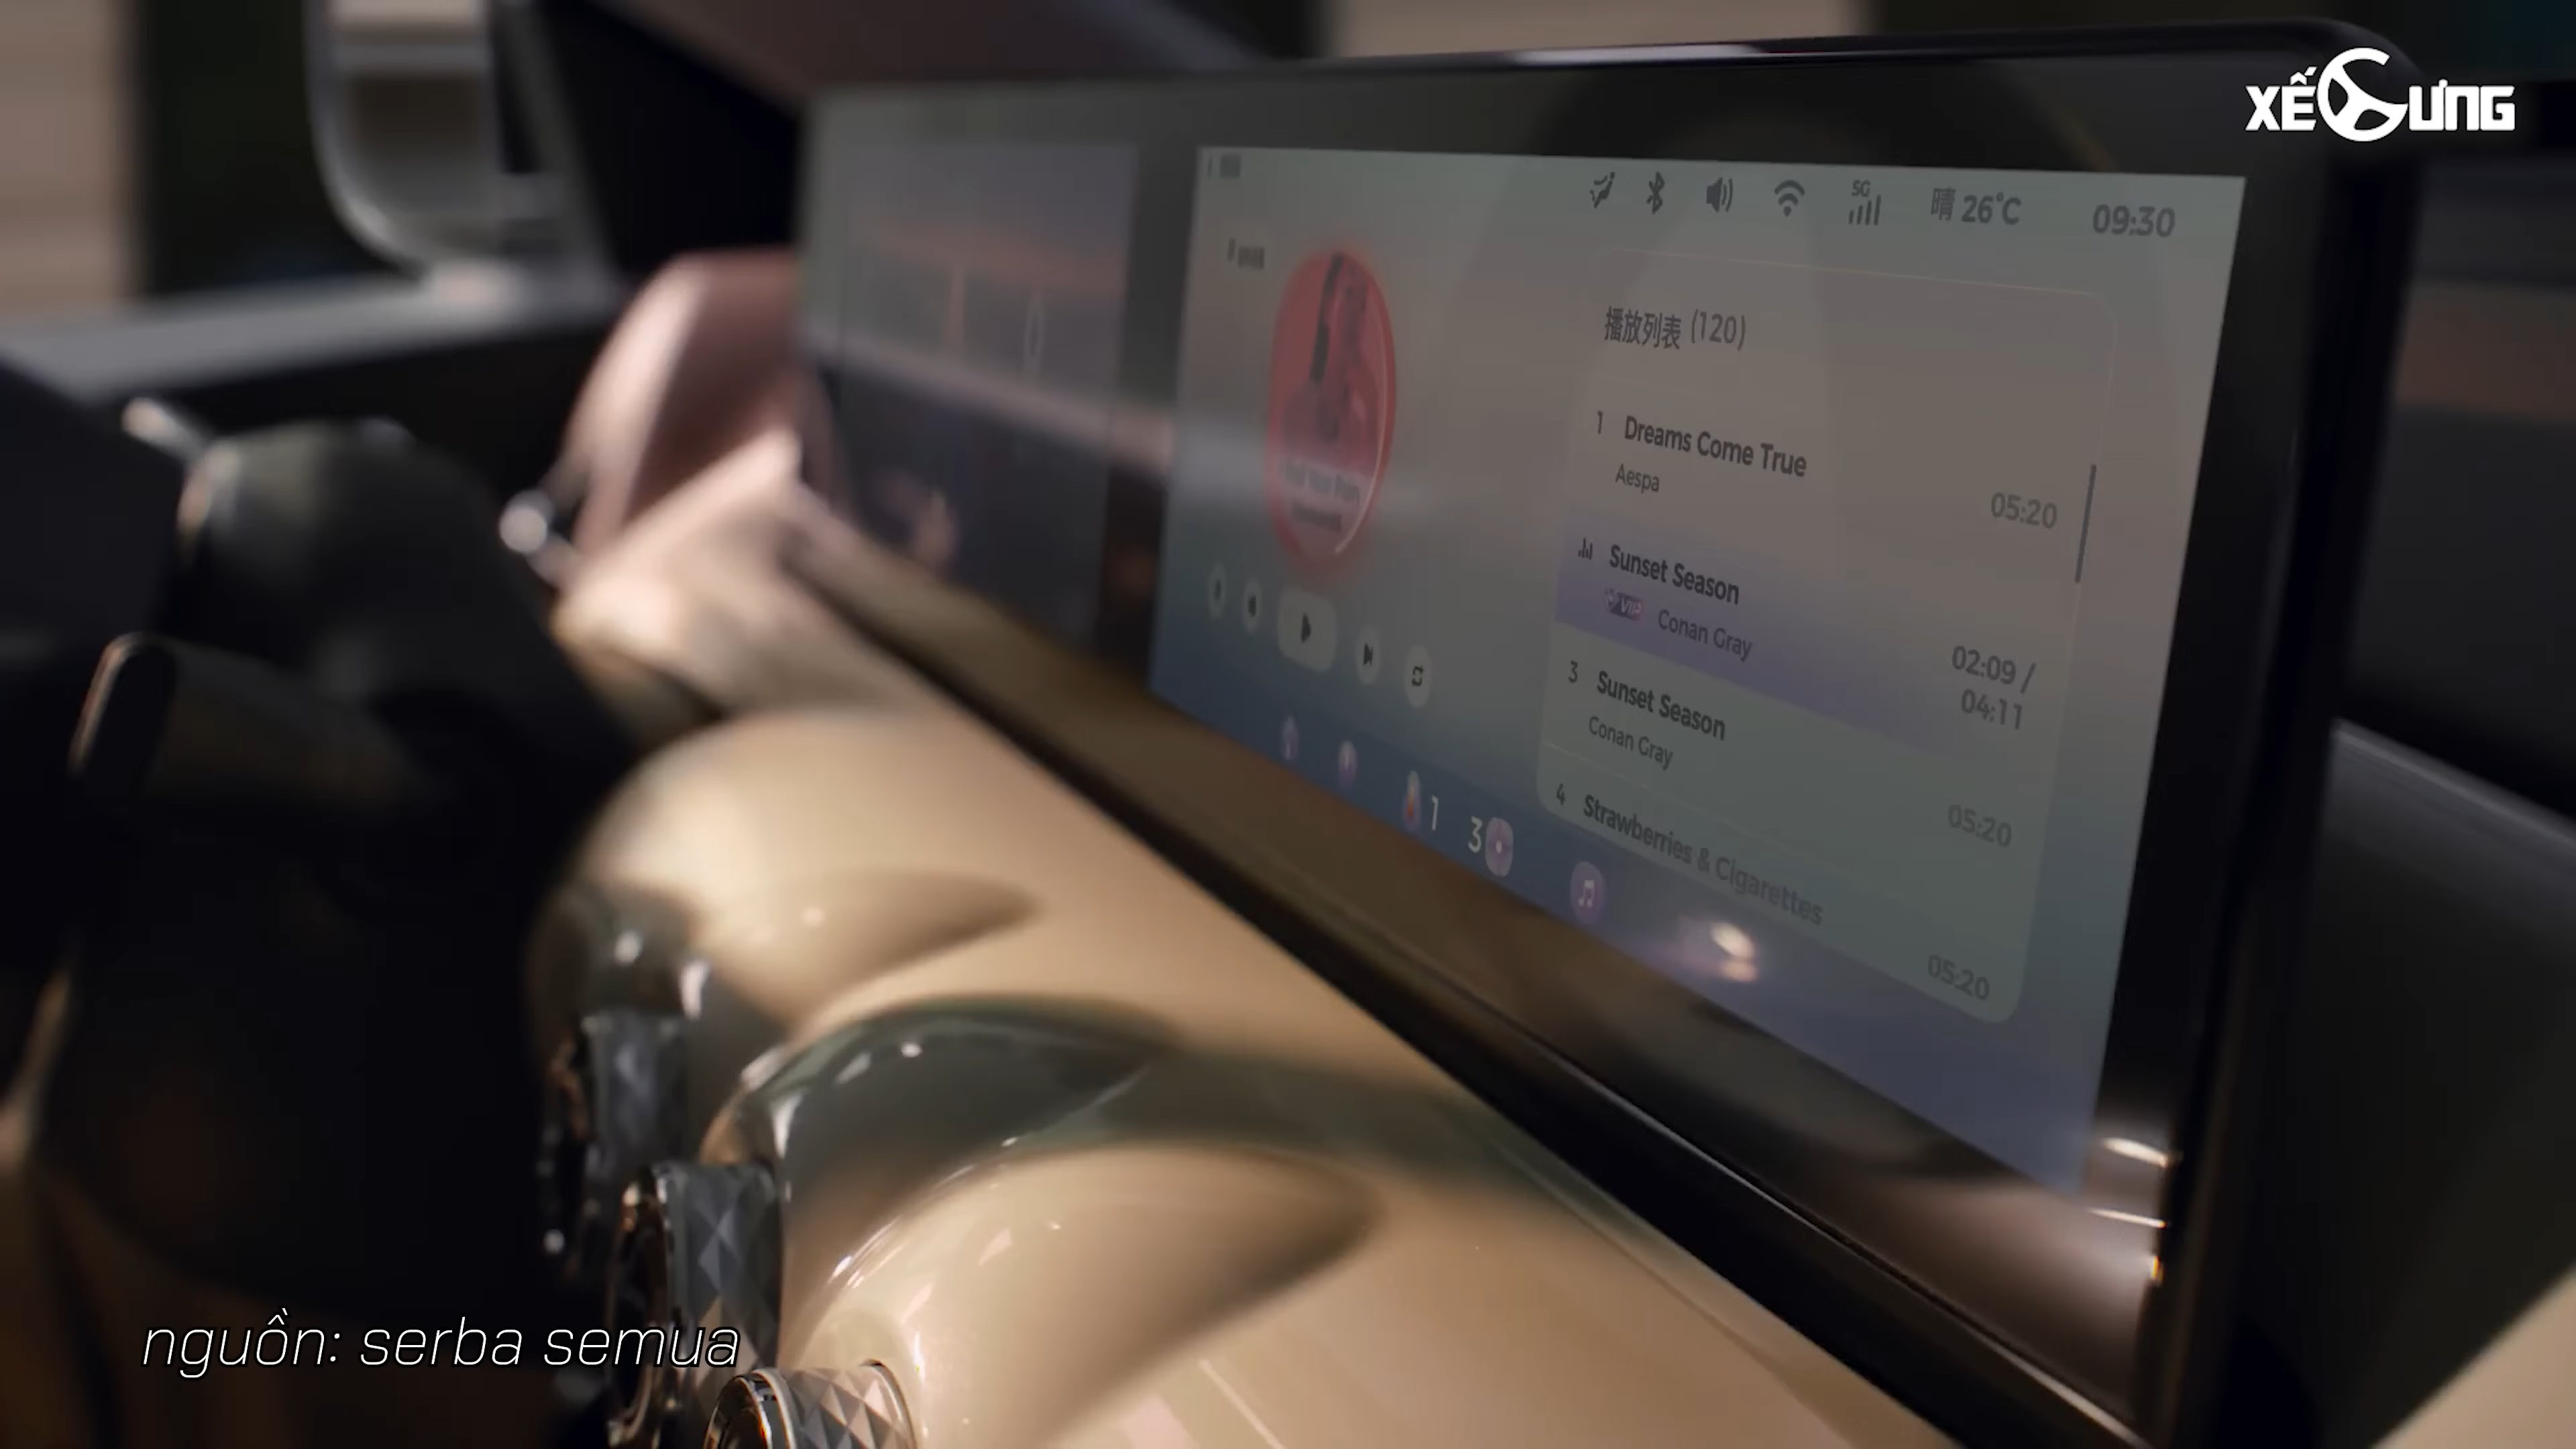 XẾ CƯNG
5G
晴 26°C
09:30
播放列表 (120)
1 Dreams Come True
Aespa
05:20
Sunset Season
VIP Conan Gray
02:09 /
04:11
3 Sunset Season
Conan Gray
05:20
4 Strawberries & Cigarettes
05:20
1 3
nguồn: serba semua